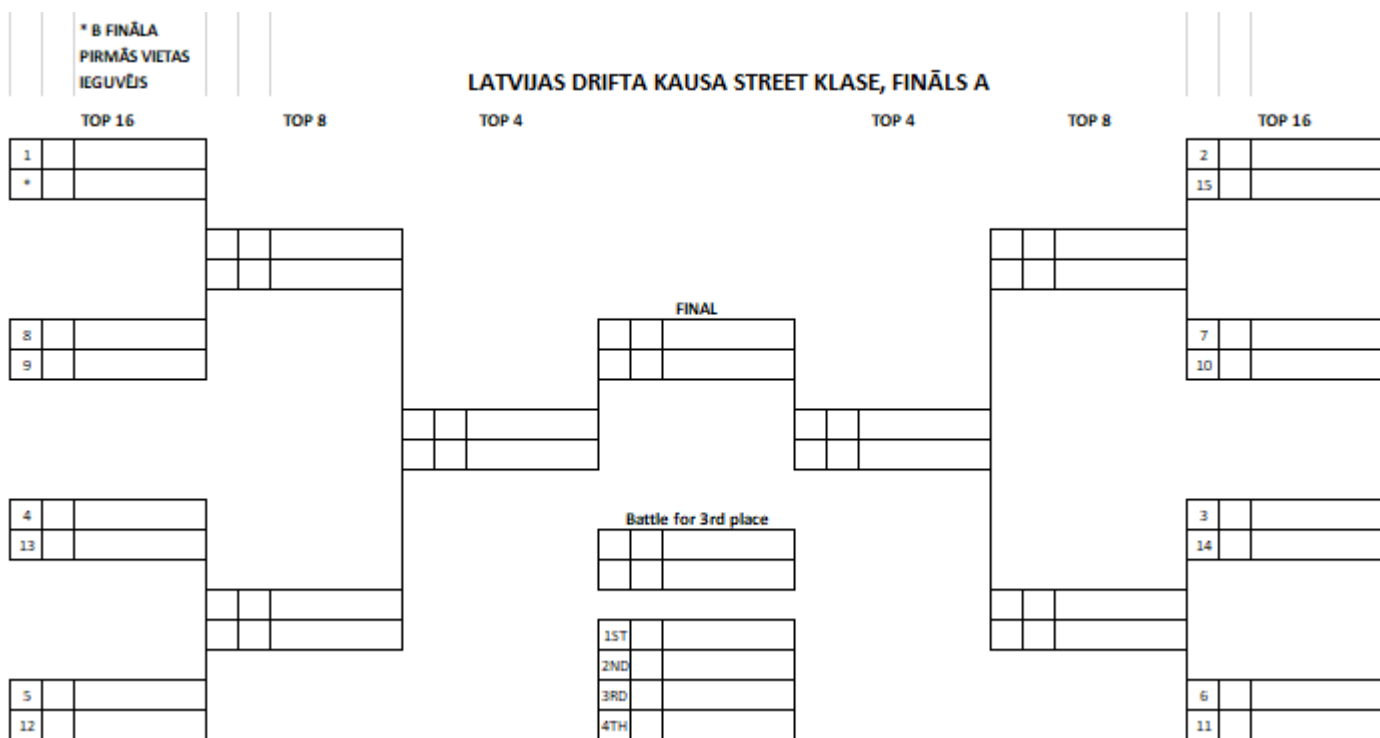 * B FINĀLA
PIRMĀS VIETAS
IEGUVĒJS
LATVIJAS DRIFTA KAUSA STREET KLASE, FINĀLS A
TOP 16 TOP 8 TOP 4 TOP 4 TOP 8 TOP 16
1 2
* 15
FINAL
8 7
9 10
4 3
Battle for 3rd place
13 14
1ST
2ND
5 3RD 6
12 4TH 11